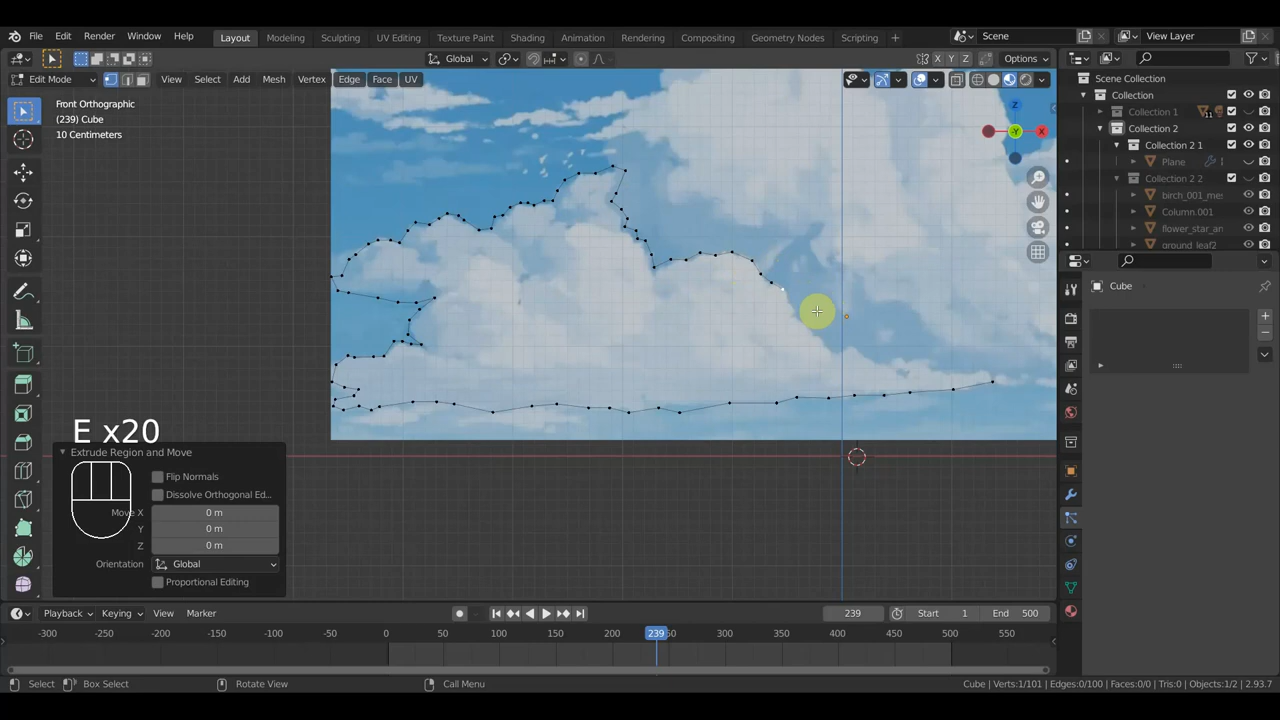 File Edit Render Window Help Layout Modeling Sculpting UV Editing Texture Paint Shading Animation Rendering Compositing Geometry Nodes Scripting + Scene View Layer
Global X Y Z Options
Edit Mode View Select Add Mesh Vertex Edge Face UV
Front Orthographic
(239) Cube
10 Centimeters
Z
Y
X
Scene Collection
Collection
Collection 1 11
Collection 2
Collection 2 1
Plane
Collection 2 2
birch_001_mes
Column.001
flower_star_an
ground_leaf2
Cube
E x20
Extrude Region and Move
Flip Normals
Dissolve Orthogonal Ed...
Move X 0 m
Y 0 m
Z 0 m
Orientation Global
Proportional Editing
Playback Keying View Marker 239 Start 1 End 500
-300 -250 -200 -150 -100 -50 0 50 100 150 200 239 50 300 350 400 450 500 550
Select Box Select Rotate View Call Menu Cube | Verts:1/101 | Edges:0/100 | Faces:0/0 | Tris:0 | Objects:1/2 | 2.93.7